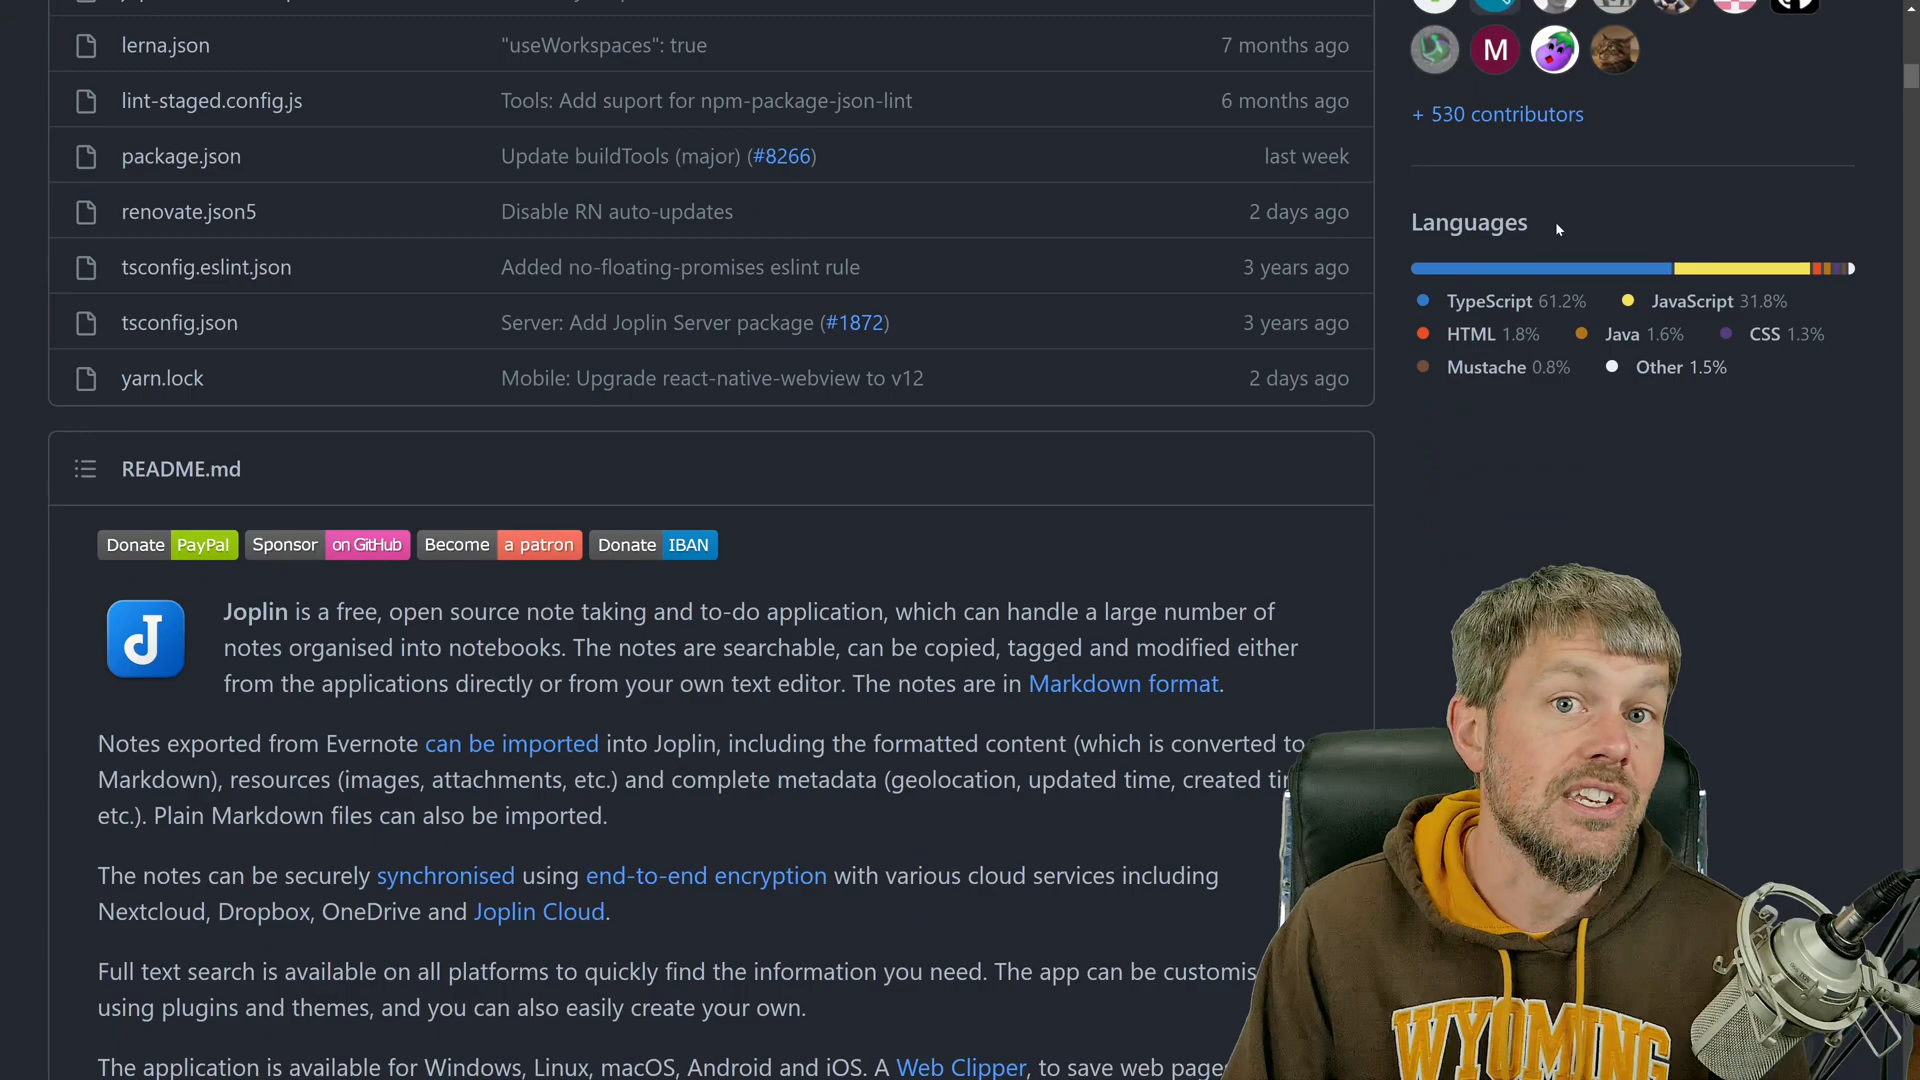 lerna.json "useWorkspaces": true 7 months ago
lint-staged.config.js Tools: Add suport for npm-package-json-lint 6 months ago
package.json Update buildTools (major) (#8266) last week
renovate.json5 Disable RN auto-updates 2 days ago
tsconfig.eslint.json Added no-floating-promises eslint rule 3 years ago
tsconfig.json Server: Add Joplin Server package (#1872) 3 years ago
yarn.lock Mobile: Upgrade react-native-webview to v12 2 days ago
M
+ 530 contributors
Languages
TypeScript 61.2% JavaScript 31.8%
HTML 1.8% Java 1.6% CSS 1.3%
Mustache 0.8% Other 1.5%
README.md
Donate PayPal Sponsor on GitHub Become a patron Donate IBAN
J
Joplin is a free, open source note taking and to-do application, which can handle a large number of
notes organised into notebooks. The notes are searchable, can be copied, tagged and modified either
from the applications directly or from your own text editor. The notes are in Markdown format.
Notes exported from Evernote can be imported into Joplin, including the formatted content (which is converted to
Markdown), resources (images, attachments, etc.) and complete metadata (geolocation, updated time, created
etc.). Plain Markdown files can also be imported.
The notes can be securely synchronised using end-to-end encryption with various cloud services including
Nextcloud, Dropbox, OneDrive and Joplin Cloud.
Full text search is available on all platforms to quickly find the information you need. The app can be customis
using plugins and themes, and you can also easily create your own.
The application is available for Windows, Linux, macOS, Android and iOS. A Web Clipper, to save web page
WYOMING